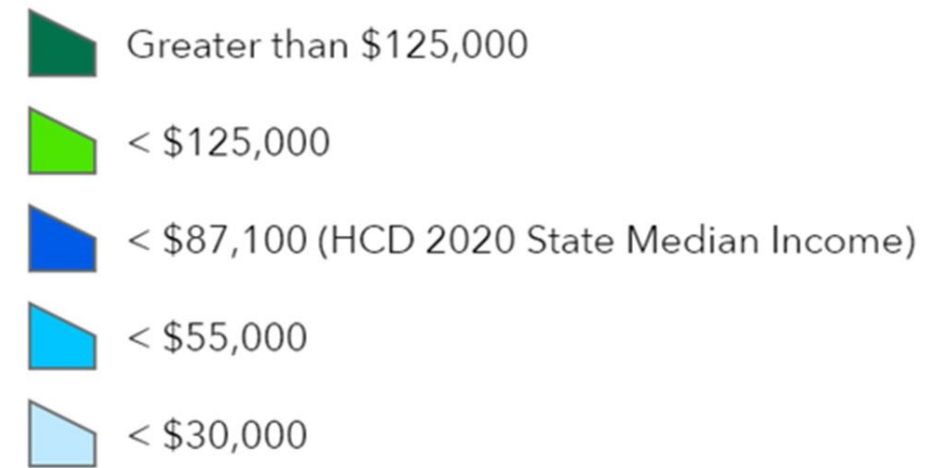 Greater than $125,000
< $125,000
< $87,100 (HCD 2020 State Median Income)
< $55,000
< $30,000